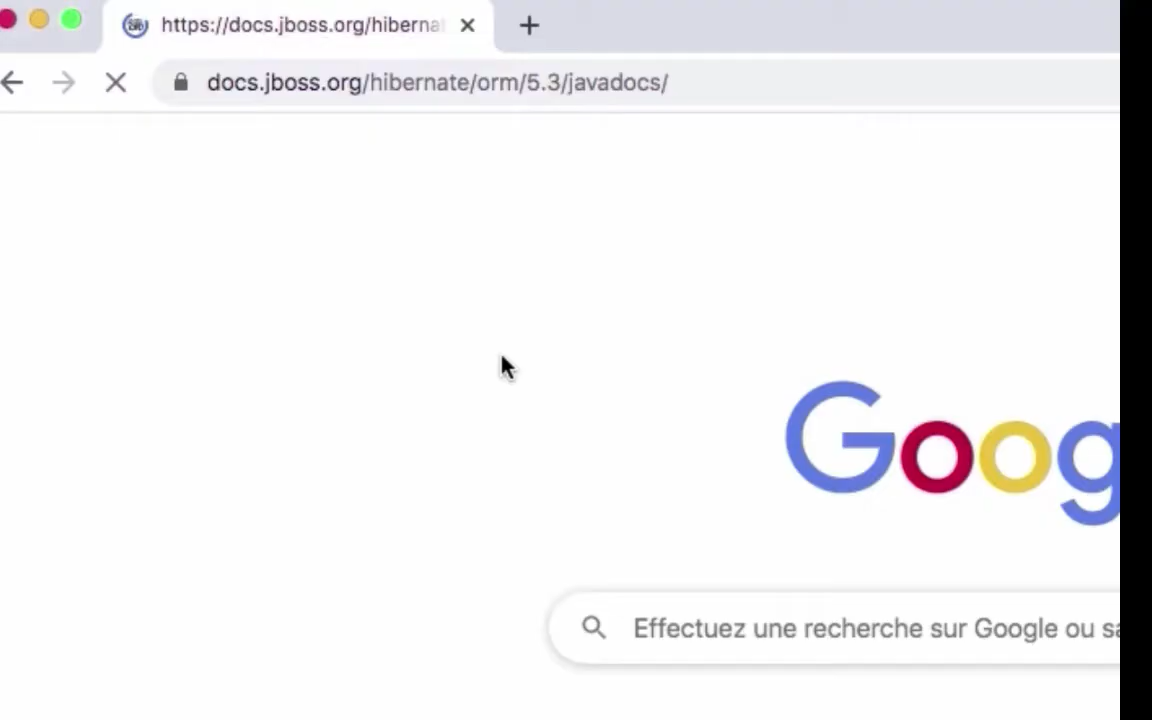 https://docs.jboss.org/hiberna
docs.jboss.org/hibernate/orm/5.3/javadocs/
Goog
Effectuez une recherche sur Google ou sa